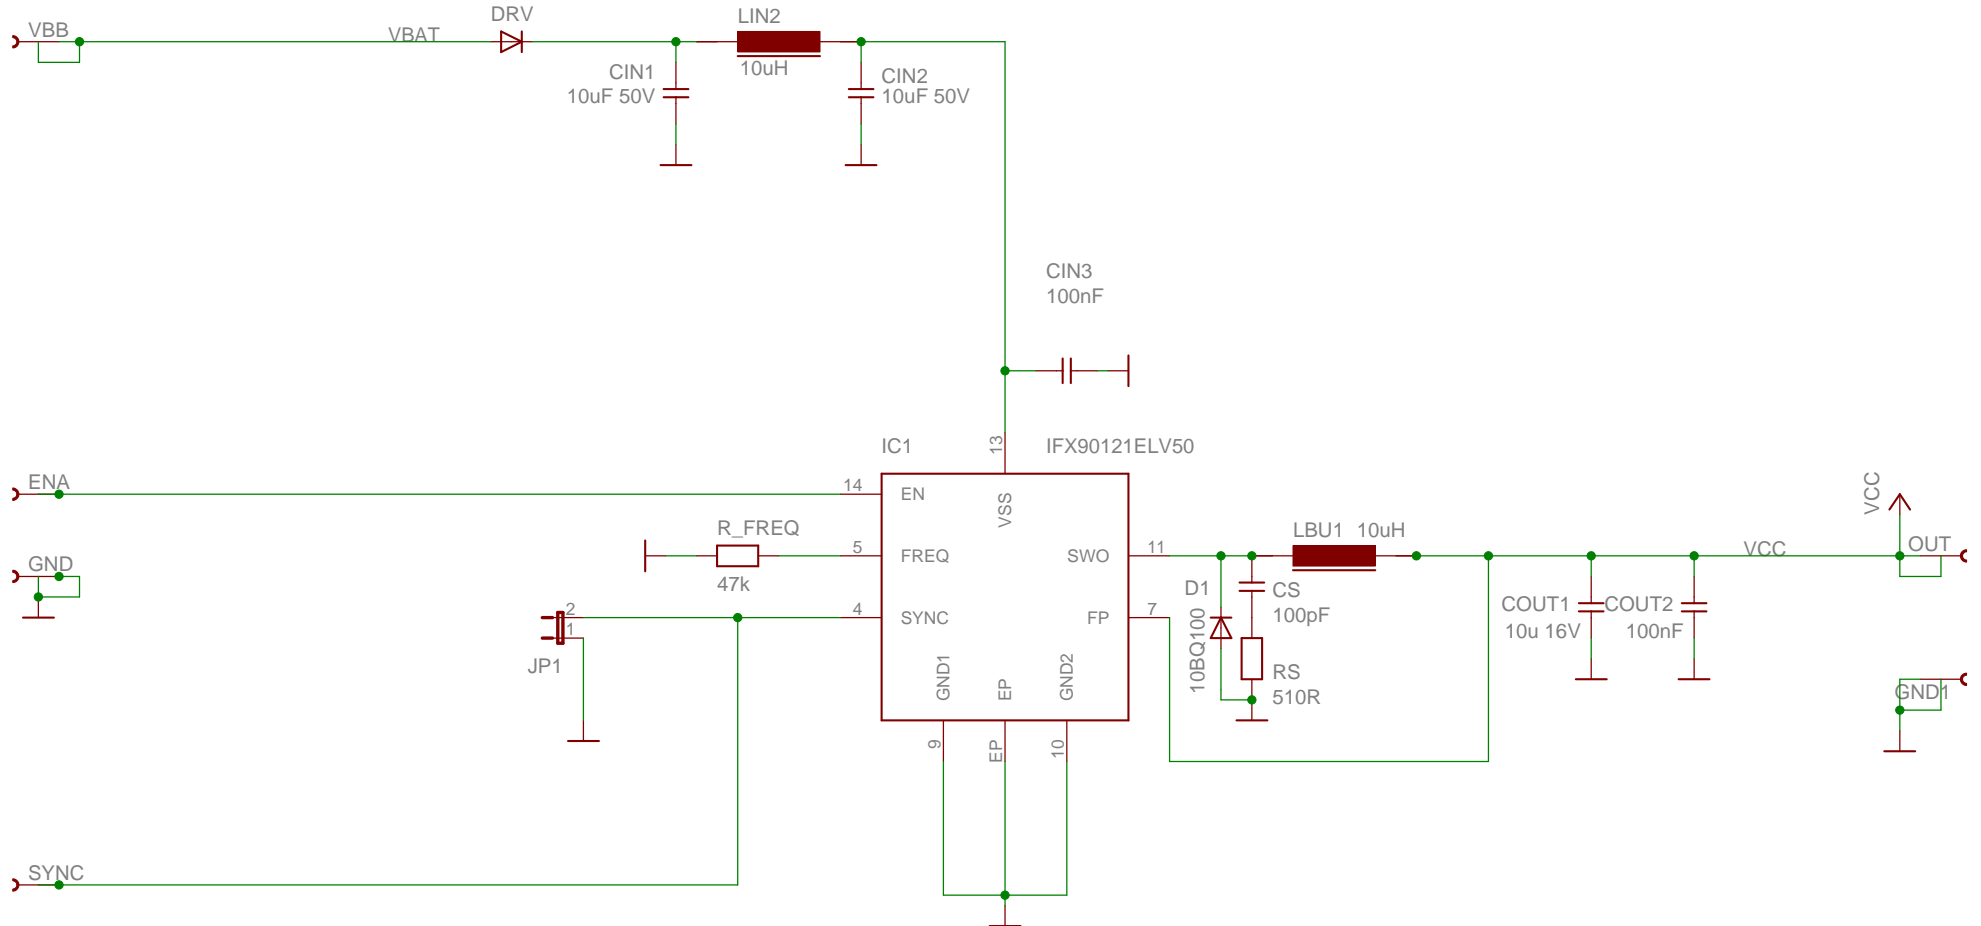 VBB
VBAT
DRV
LIN2
10uH
CIN1
10uF 50V
CIN2
10uF 50V
CIN3
100nF
IC1
13
IFX90121ELV50
ENA
14
EN
VSS
GND
R_FREQ
47k
5
FREQ
SWO
11
LBU1 10uH
VCC
VCC
OUT
2
1
JP1
4
SYNC
FP
7
D1
10BQ100
CS
100pF
RS
510R
COUT1
10u 16V
COUT2
100nF
GND1
GND1
EP
GND2
9
EP
10
SYNC